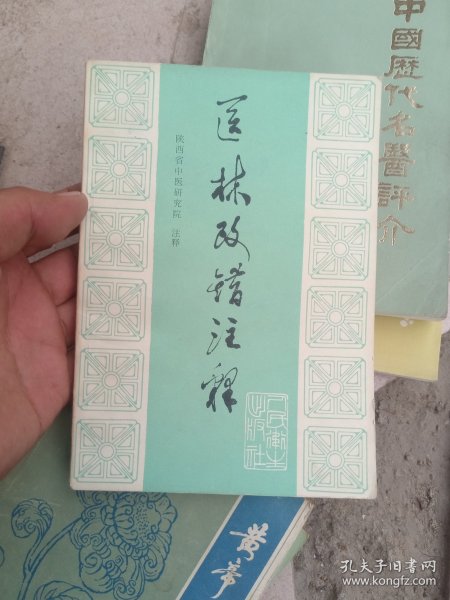 医林改错注释
陕西省中医研究院 注释
人民卫生出版社
中國歷代名醫評介
黄帝
孔夫子旧书网
www.kongfz.com